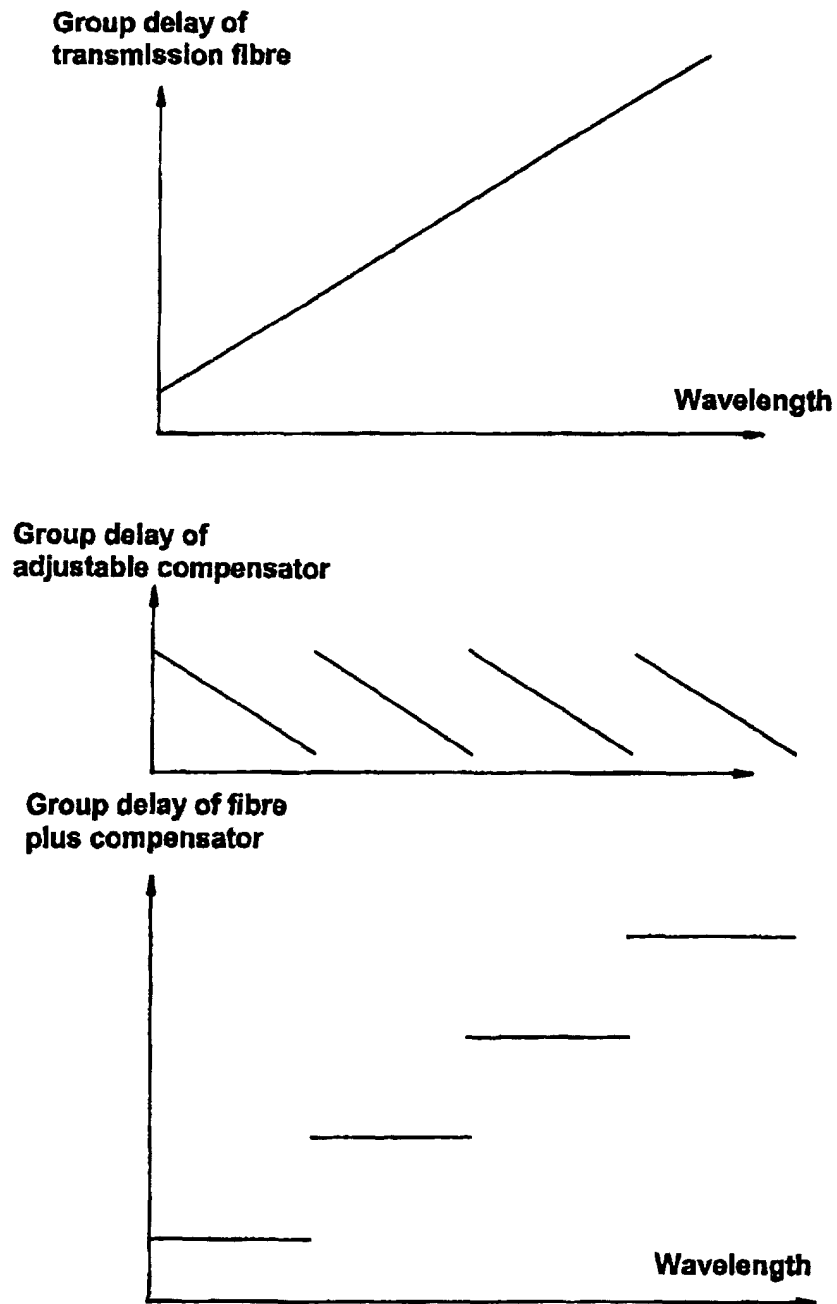 Group delay of
transmission fibre
Wavelength
Group delay of
adjustable compensator
Group delay of fibre
plus compensator
Wavelength